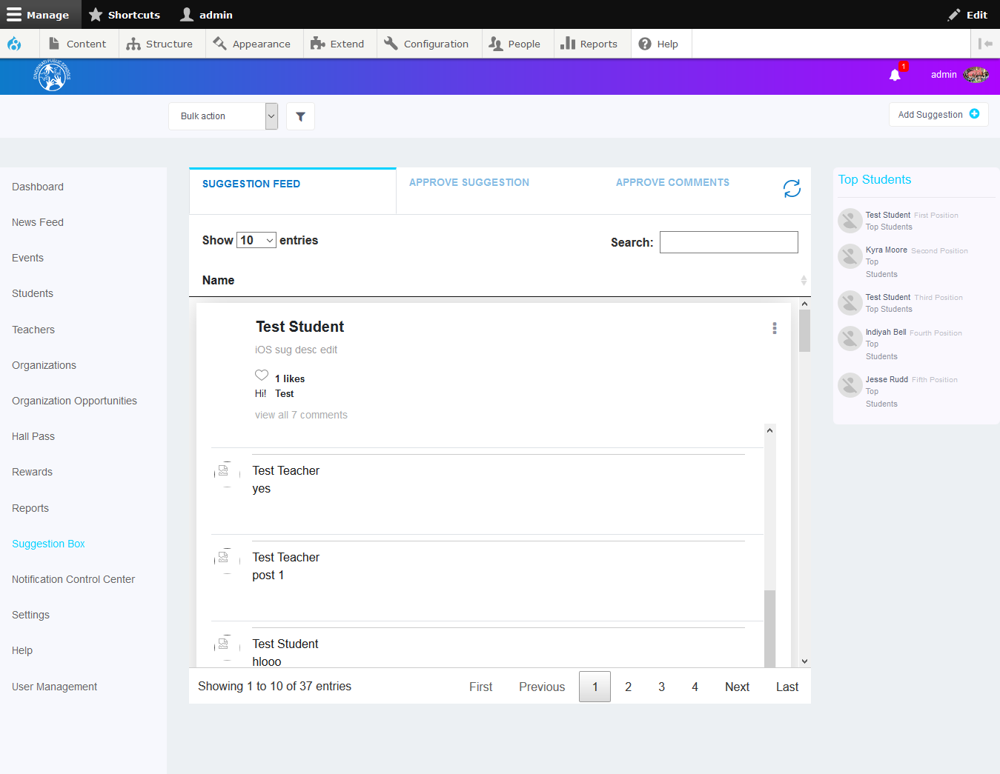 Manage Shortcuts admin Edit
Content Structure Appearance Extend Configuration People Reports Help
CINCINNATI PUBLIC SCHOOLS
1
admin
Bulk action
Add Suggestion
Dashboard
News Feed
Events
Students
Teachers
Organizations
Organization Opportunities
Hall Pass
Rewards
Reports
Suggestion Box
Notification Control Center
Settings
Help
User Management
SUGGESTION FEED APPROVE SUGGESTION APPROVE COMMENTS
Show 10 entries Search:
Name
Test Student
iOS sug desc edit
1 likes
Hi! Test
view all 7 comments
Test Teacher
yes
Test Teacher
post 1
Test Student
hlooo
Showing 1 to 10 of 37 entries First Previous 1 2 3 4 Next Last
Top Students
Test Student First Position
Top Students
Kyra Moore Second Position
Top
Students
Test Student Third Position
Top Students
Indiyah Bell Fourth Position
Top
Students
Jesse Rudd Fifth Position
Top
Students